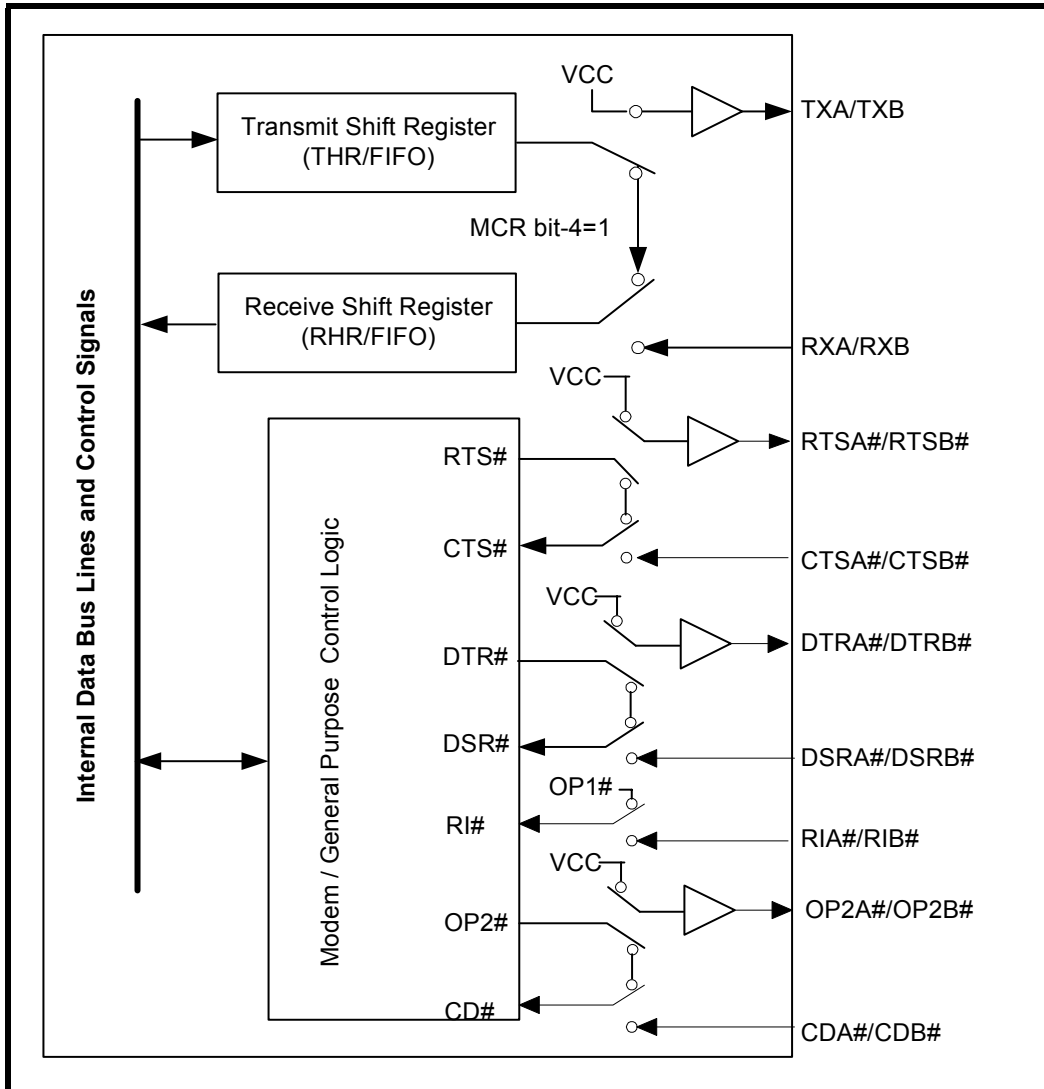 VCC
TXA/TXB
Transmit Shift Register
(THR/FIFO)
MCR bit-4=1
Receive Shift Register
(RHR/FIFO)
RXA/RXB
Internal Data Bus Lines and Control Signals
VCC
RTSA#/RTSB#
RTS#
CTS#
CTSA#/CTSB#
Modem / General Purpose Control Logic
VCC
DTRA#/DTRB#
DTR#
DSR#
DSRA#/DSRB#
OP1#
RI#
RIA#/RIB#
VCC
OP2A#/OP2B#
OP2#
CD#
CDA#/CDB#